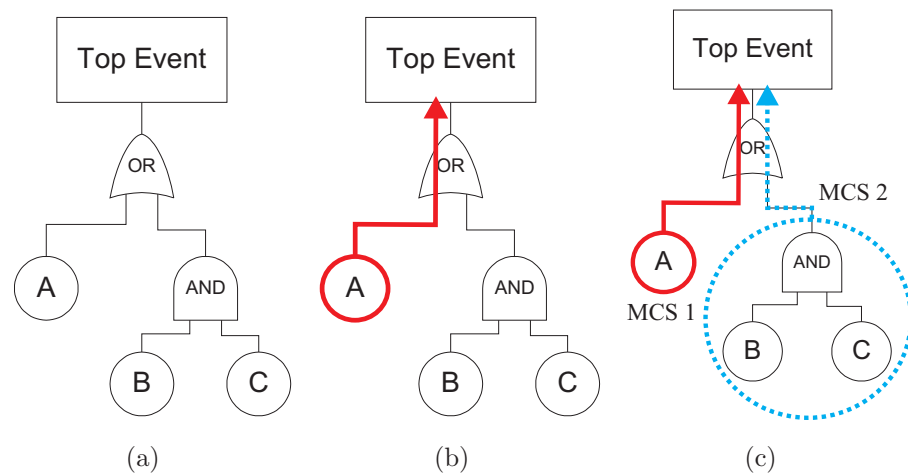 Top Event
OR
A
AND
B
C
(a)
Top Event
OR
A
AND
B
C
(b)
Top Event
OR
MCS 2
A
AND
MCS 1
B
C
(c)